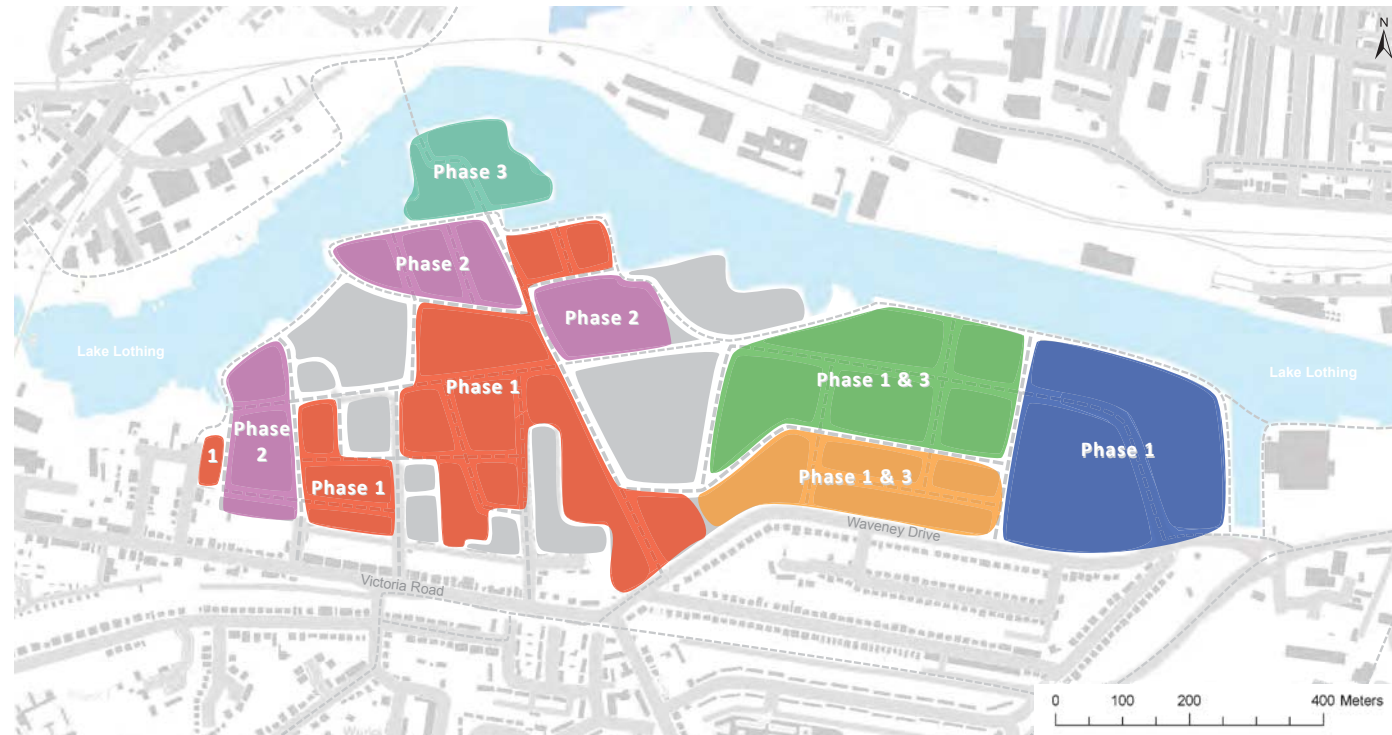 N
Phase 3
Phase 2
Phase 2
Lake Lothing
Phase 1 & 3
Lake Lothing
Phase 1
Phase
2
1
Phase 1
Phase 1 & 3
Phase 1
Waveney Drive
Victoria Road
0 100 200 400 Meters
Works